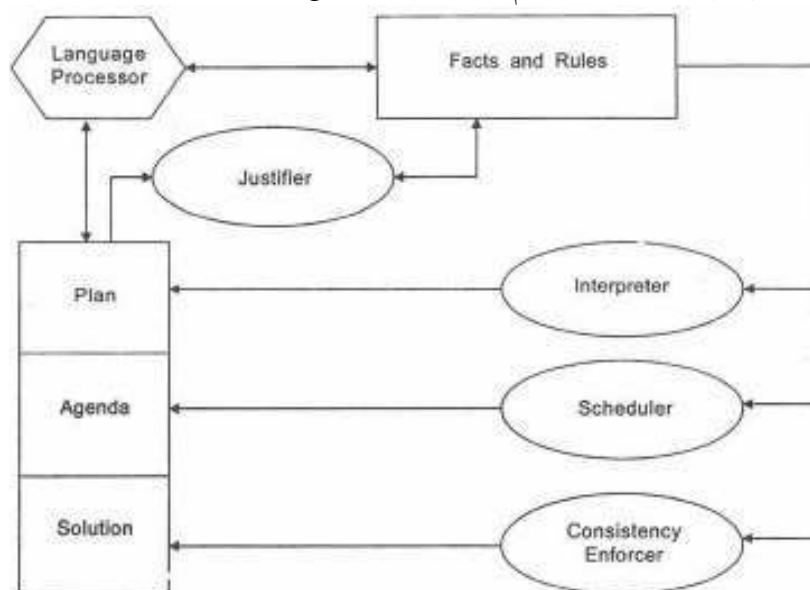 Language
Processor
Facts and Rules
Justifier
Plan
Interpreter
Agenda
Scheduler
Solution
Consistency
Enforcer